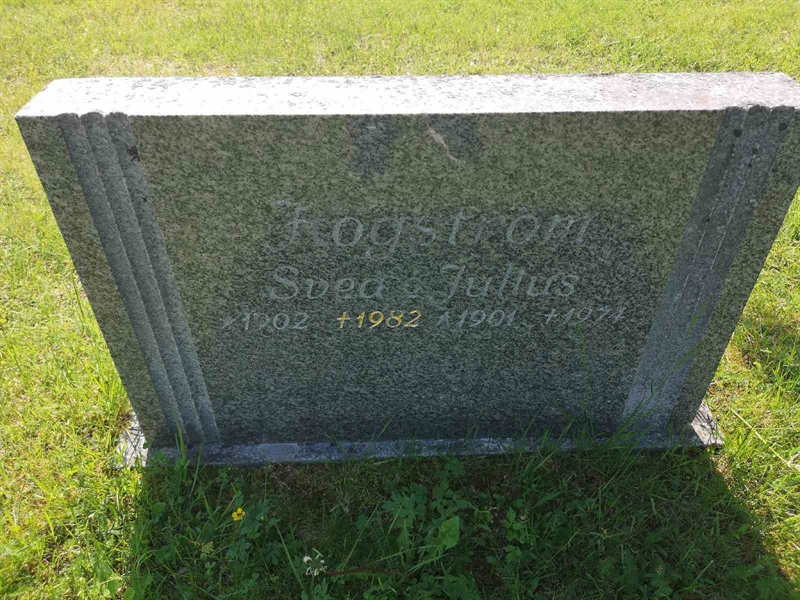 Hogström
Svea o Julius
*1902 †1982 *1901 †1974